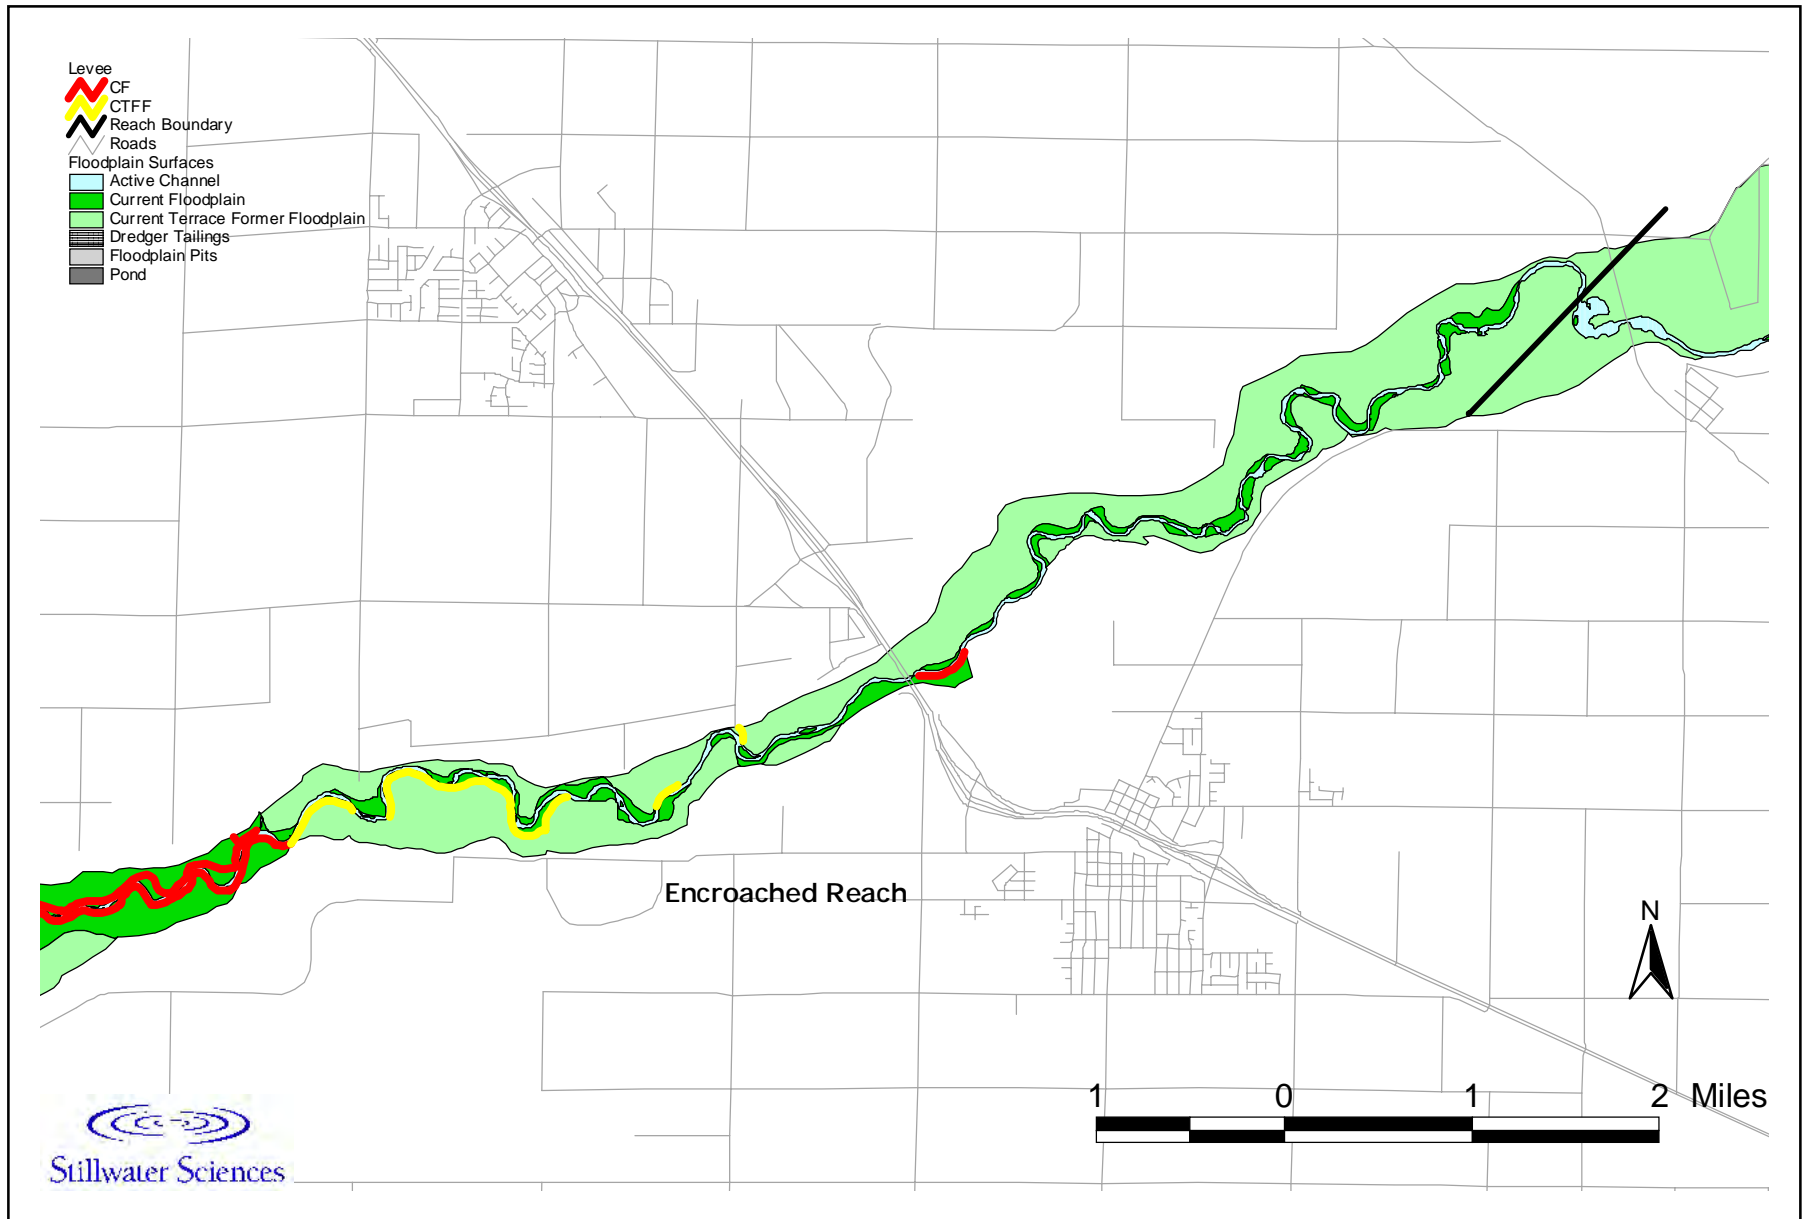 Levee
CF
CTFF
Reach Boundary
Roads
Floodplain Surfaces
Active Channel
Current Floodplain
Current Terrace Former Floodplain
Dredger Tailings
Floodplain Pits
Pond
Encroached Reach
N
1 0 1 2 Miles
Stillwater Sciences